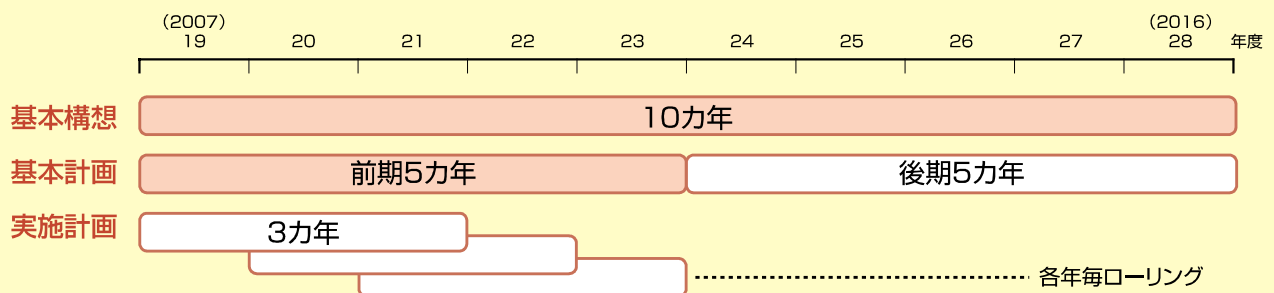 (2007) (2016)
19 20 21 22 23 24 25 26 27 28 年度
基本構想 10カ年
基本計画 前期5カ年 後期5カ年
実施計画 3カ年
各年毎ローリング